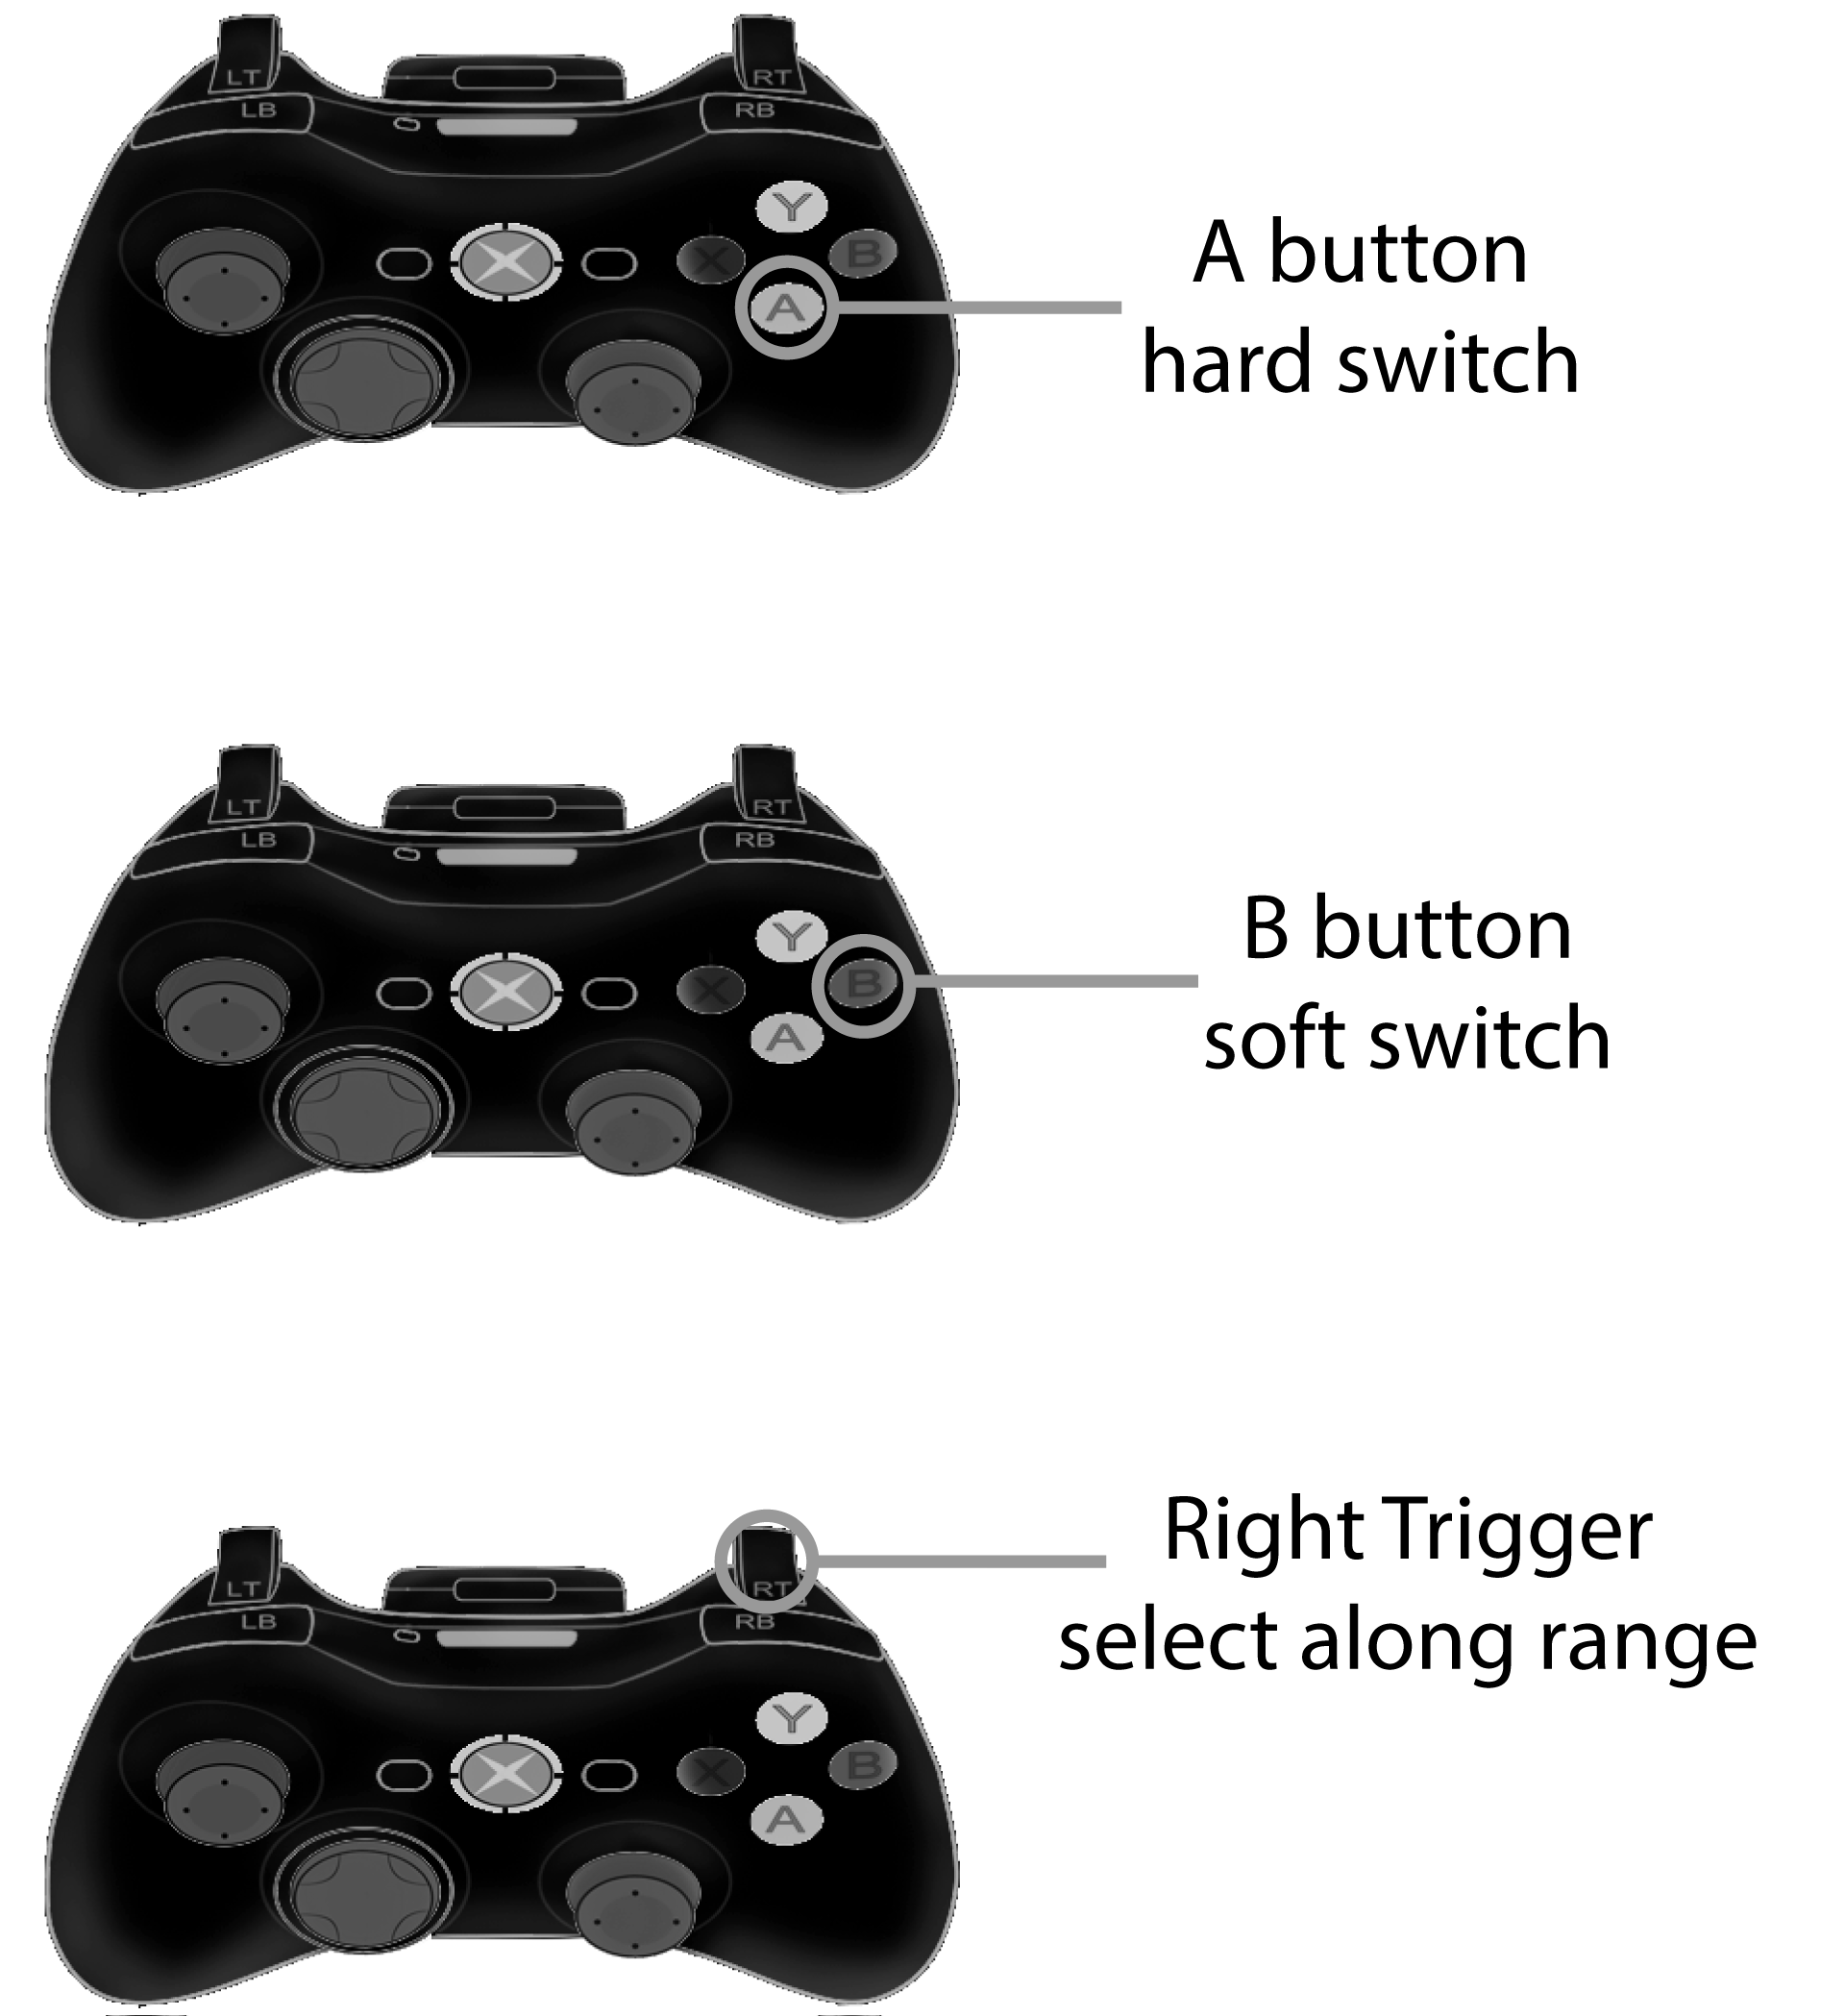 LT RT
LB RB
Y
X B
A
A button
hard switch
LT RT
LB RB
Y
X B
A
B button
soft switch
Right Trigger
select along range
LT RT
LB RB
Y
X B
A